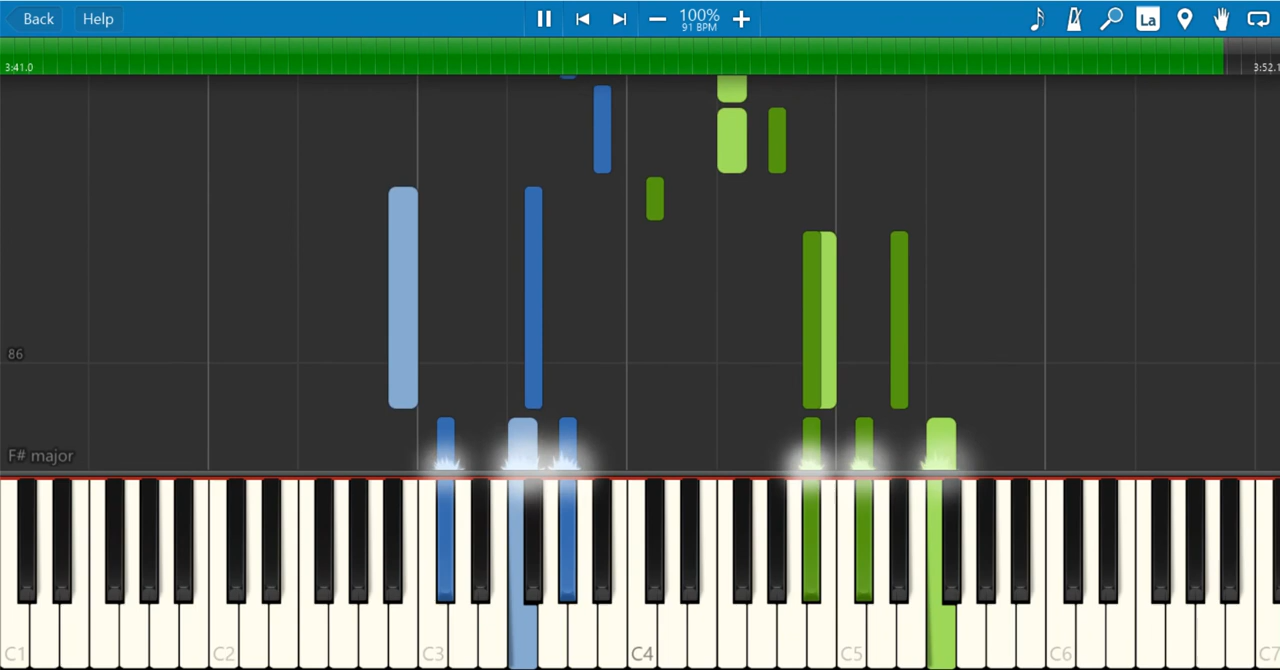 Back
Help
100%
91 BPM
La
3:41.0
3:52.1
86
F# major
C1
C2
C3
C4
C5
C6
C7